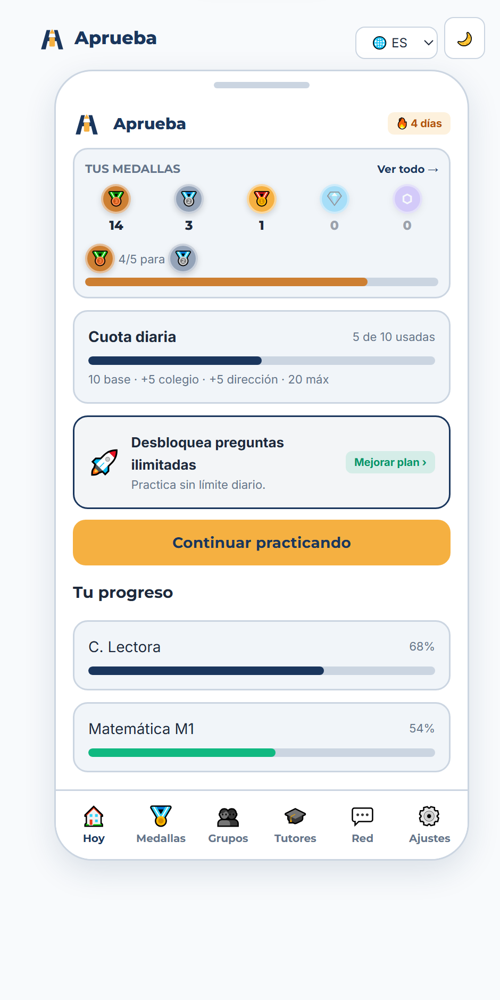 Aprueba
ES
Aprueba
4 días
TUS MEDALLAS
Ver todo →
14 3 1 0 0
4/5 para
Cuota diaria
5 de 10 usadas
10 base · +5 colegio · +5 dirección · 20 máx
Desbloquea preguntas
ilimitadas
Practica sin límite diario.
Mejorar plan ›
Continuar practicando
Tu progreso
C. Lectora
68%
Matemática M1
54%
Hoy Medallas Grupos Tutores Red Ajustes